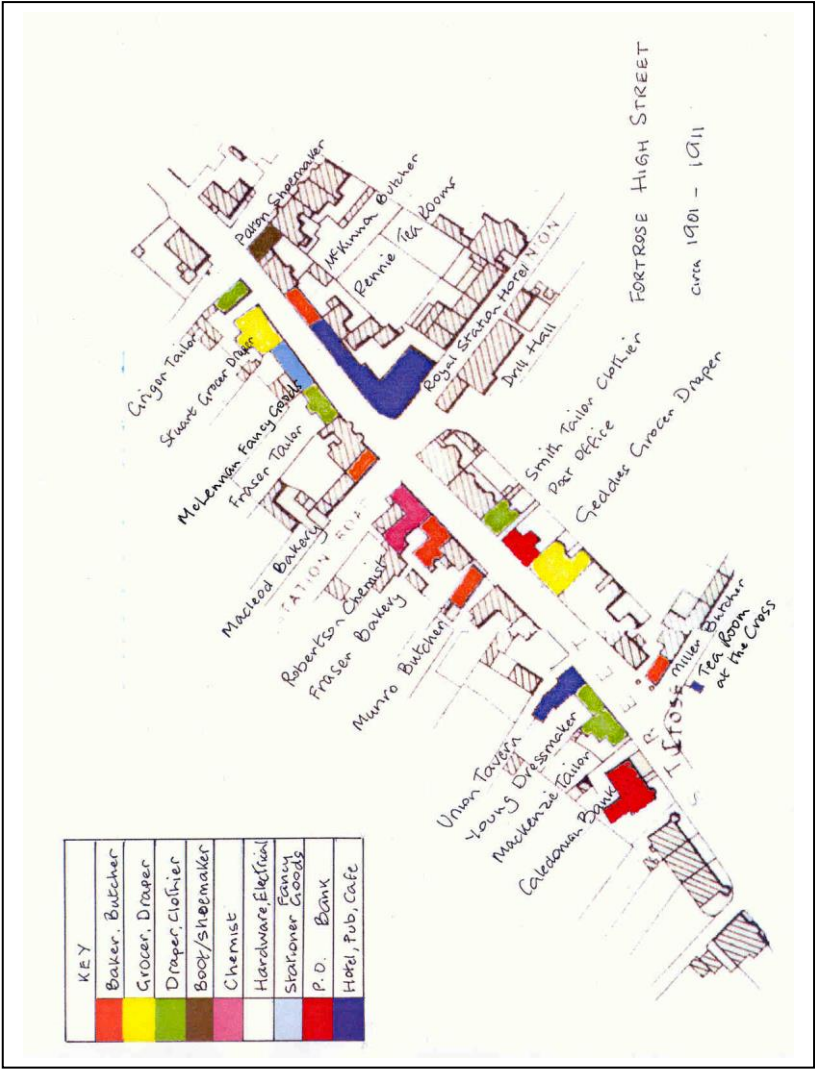 FORTROSE HIGH STREET
circa 1901 - 1911
Paton Shoemaker
McKinnon Butcher
Rennie Tea Rooms
Royal Station Hotel
UNION
Drill Hall
Grigor Tailor
Stuart Grocer Draper
McLennan Fancy Goods
Fraser Tailor
Macleod Bakery
STATION ROAD
Robertson Chemist
Fraser Bakery
Munro Butcher
Smith Tailor Clothier
Post Office
Geddies Grocer Draper
Miller Butcher
Tea Room
at the Cross
STREET
Union Tavern
Young Dressmaker
Mackenzie Tailor
Caledonian Bank
KEY
Baker. Butcher
Grocer, Draper
Draper, Clothier
Boot/shoemaker
Chemist
Hardware, Electrical
Stationer Fancy Goods
P.O. Bank
Hotel, Pub, Cafe